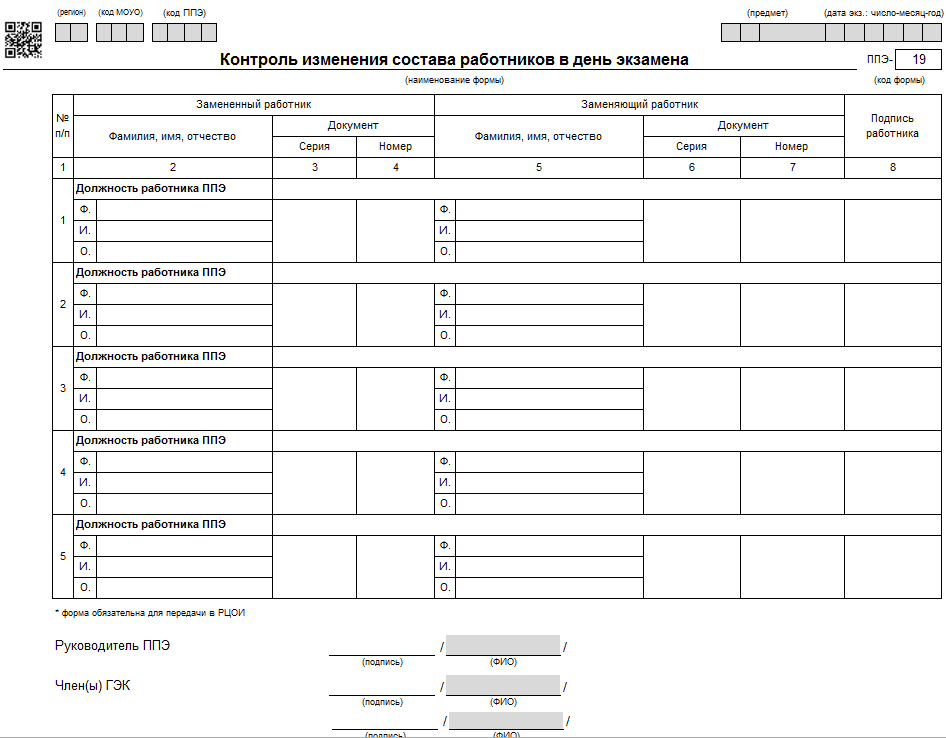 (регион) (код МОУО) (код ППЭ) (предмет) (дата экз.: число-месяц-год)
Контроль изменения состава работников в день экзамена ППЭ- 19
(наименование формы) (код формы)
№ п/п Замененный работник Заменяющий работник Подпись работника
Фамилия, имя, отчество Документ Фамилия, имя, отчество Документ
Серия Номер Серия Номер
1 2 3 4 5 6 7 8
Должность работника ППЭ
1 Ф. Ф.
И. И.
О. О.
Должность работника ППЭ
2 Ф. Ф.
И. И.
О. О.
Должность работника ППЭ
3 Ф. Ф.
И. И.
О. О.
Должность работника ППЭ
4 Ф. Ф.
И. И.
О. О.
Должность работника ППЭ
5 Ф. Ф.
И. И.
О. О.
* форма обязательна для передачи в РЦОИ
Руководитель ППЭ / /
(подпись) (ФИО)
Член(ы) ГЭК / /
(подпись) (ФИО)
/ /
(подпись) (ФИО)